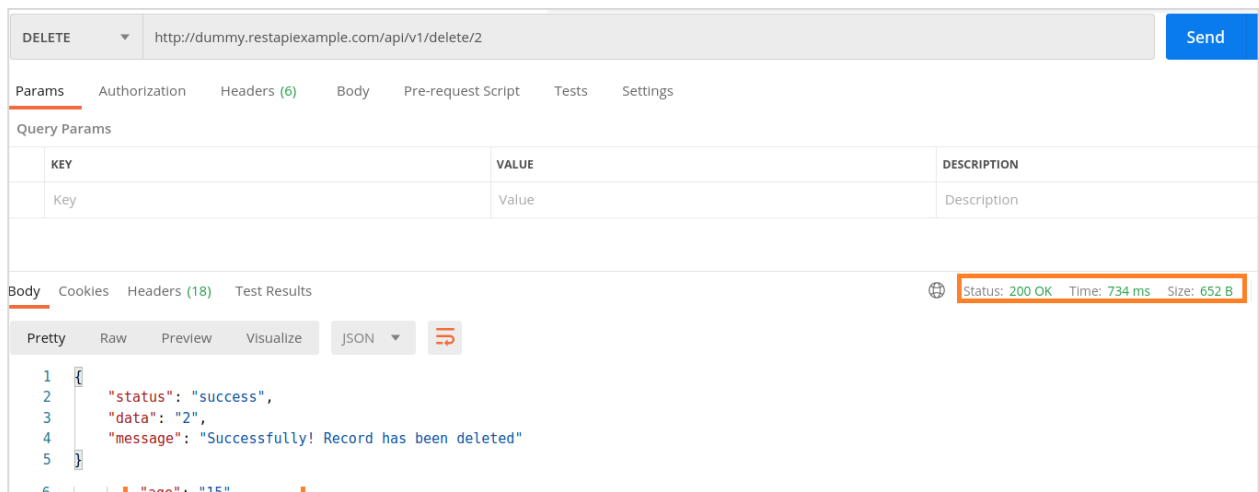 DELETE http://dummy.restapiexample.com/api/v1/delete/2 Send
Params Authorization Headers (6) Body Pre-request Script Tests Settings
Query Params
KEY VALUE DESCRIPTION
Key Value Description
Body Cookies Headers (18) Test Results Status: 200 OK Time: 734 ms Size: 652 B
Pretty Raw Preview Visualize JSON
1 {
2 "status": "success",
3 "data": "2",
4 "message": "Successfully! Record has been deleted"
5 }
6 "age": "15"